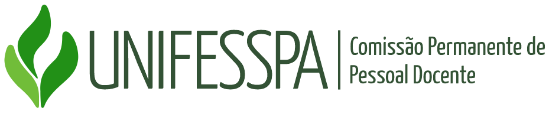 UNIFESSPA
Comissão Permanente de
Pessoal Docente